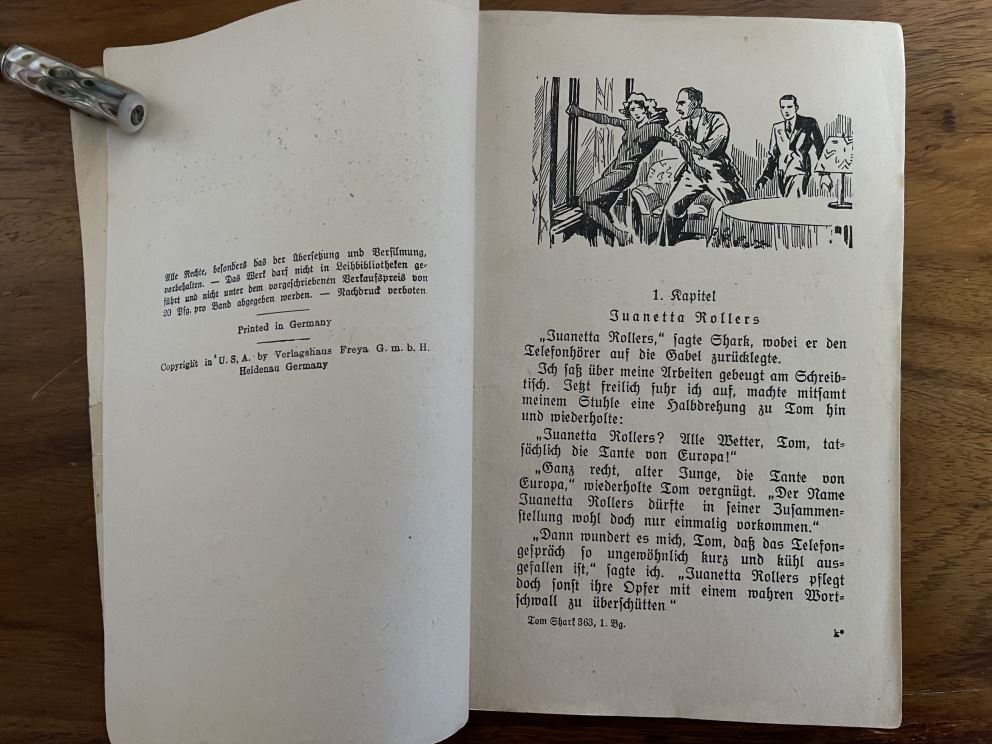 Alle Rechte, besonders das der Übersetzung und Verfilmung,
vorbehalten. — Das Werk darf nicht in Leihbibliotheken ge-
führt und nicht unter dem vorgeschriebenen Verkaufspreis von
20 Pfg. pro Band abgegeben werden. — Nachdruck verboten.
Printed in Germany
Copyright in U. S. A. by Verlagshaus Freya G. m. b. H.
Heidenau Germany
1. Kapitel
Juanetta Rollers
„Juanetta Rollers,“ sagte Shark, wobei er den
Telefonhörer auf die Gabel zurücklegte.
Ich saß über meine Arbeiten gebeugt am Schreib-
tisch. Jetzt freilich fuhr ich auf, machte mitsamt
meinem Stuhle eine Halbdrehung zu Tom hin
und wiederholte:
„Juanetta Rollers? Alle Wetter, Tom, tat-
sächlich die Tante von Europa!“
„Ganz recht, alter Junge, die Tante von
Europa,“ wiederholte Tom vergnügt. „Der Name
Juanetta Rollers dürfte in seiner Zusammen-
stellung wohl doch nur einmalig vorkommen.“
„Dann wundert es mich, Tom, daß das Telefon-
gespräch so ungewöhnlich kurz und kühl aus-
gefallen ist,“ sagte ich. „Juanetta Rollers pflegt
doch sonst ihre Opfer mit einem wahren Wort-
schwall zu überschütten.“
Tom Shark 363, 1. Bg.
k*